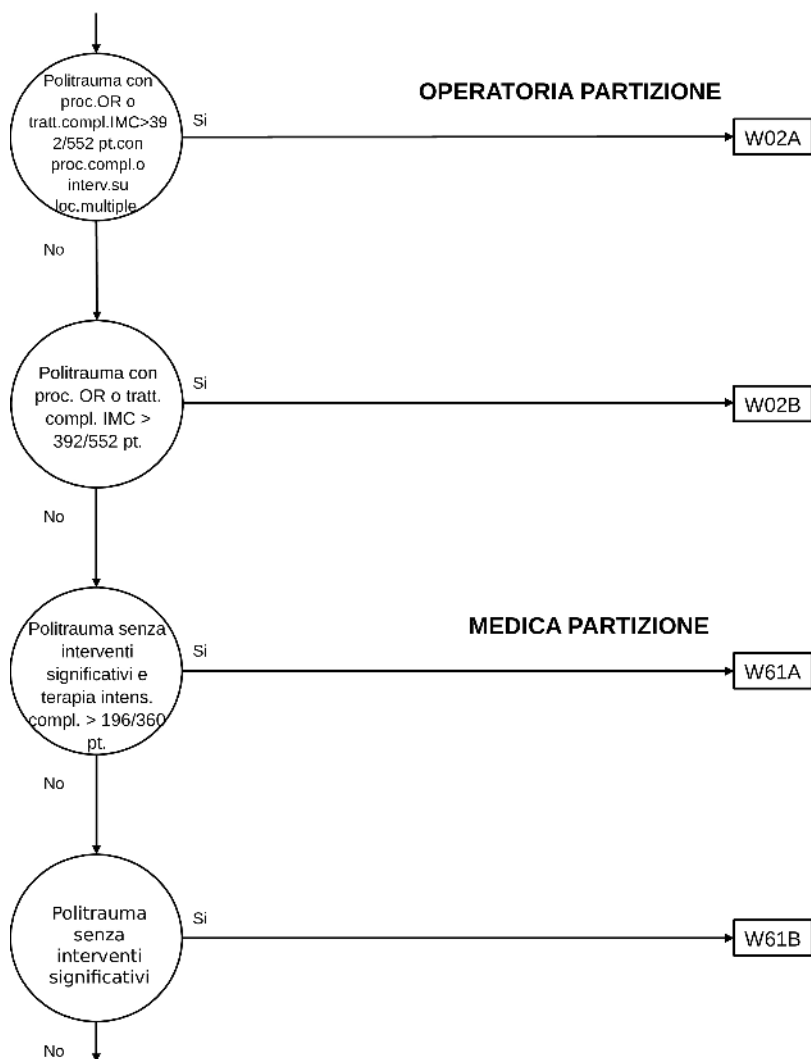 Politrauma con
proc.OR o
tratt.compl.IMC>39
2/552 pt.con
proc.compl.o
interv.su
loc.multiple
Si
OPERATORIA PARTIZIONE
W02A
No
Politrauma con
proc. OR o tratt.
compl. IMC >
392/552 pt.
Si
W02B
No
Politrauma senza
interventi
significativi e
terapia intens.
compl. > 196/360
pt.
Si
MEDICA PARTIZIONE
W61A
No
Politrauma
senza
interventi
significativi
Si
W61B
No